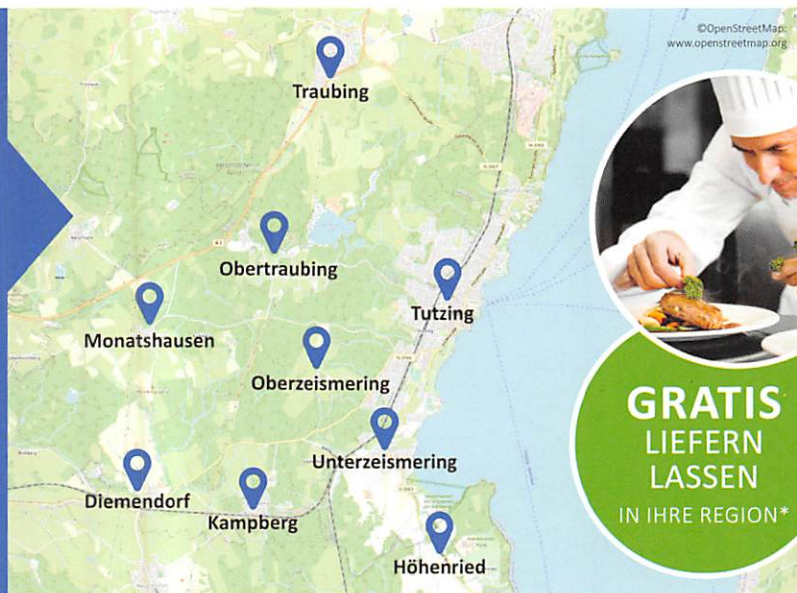 ©OpenStreetMap:
www.openstreetmap.org
Traubing
Obertraubing
Tutzing
Monatshausen
Oberzeismering
GRATIS
LIEFERN
LASSEN
IN IHRE REGION*
Unterzeismering
Diemendorf
Kampberg
Höhenried